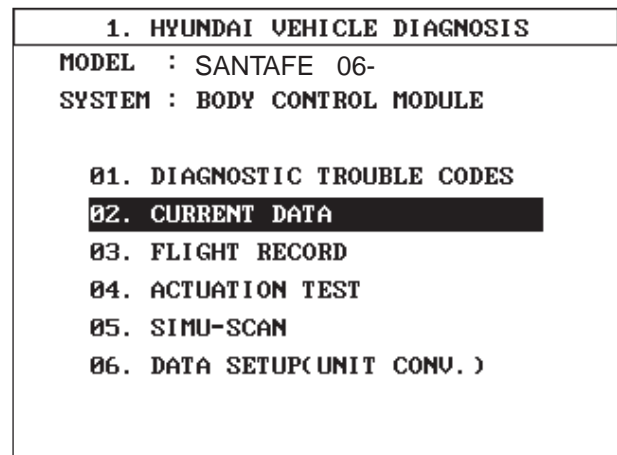 1. HYUNDAI VEHICLE DIAGNOSIS
MODEL : SANTAFE 06-
SYSTEM : BODY CONTROL MODULE
01. DIAGNOSTIC TROUBLE CODES
02. CURRENT DATA
03. FLIGHT RECORD
04. ACTUATION TEST
05. SIMU-SCAN
06. DATA SETUP(UNIT CONV.)